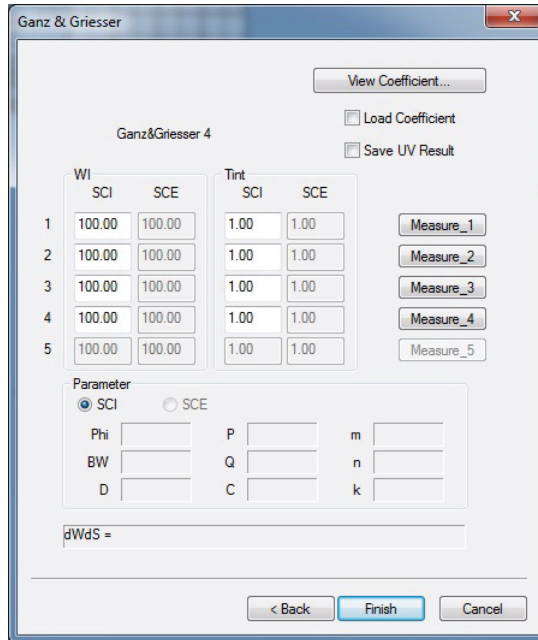 Ganz & Griesser
x
View Coefficient...
Load Coefficient
Ganz&Griesser 4
Save UV Result
WI Tint
SCI SCE SCI SCE
1 100.00 100.00 1.00 1.00 Measure_1
2 100.00 100.00 1.00 1.00 Measure_2
3 100.00 100.00 1.00 1.00 Measure_3
4 100.00 100.00 1.00 1.00 Measure_4
5 100.00 100.00 1.00 1.00 Measure_5
Parameter
SCI SCE
Phi P m
BW Q n
D C k
dWdS =
< Back Finish Cancel